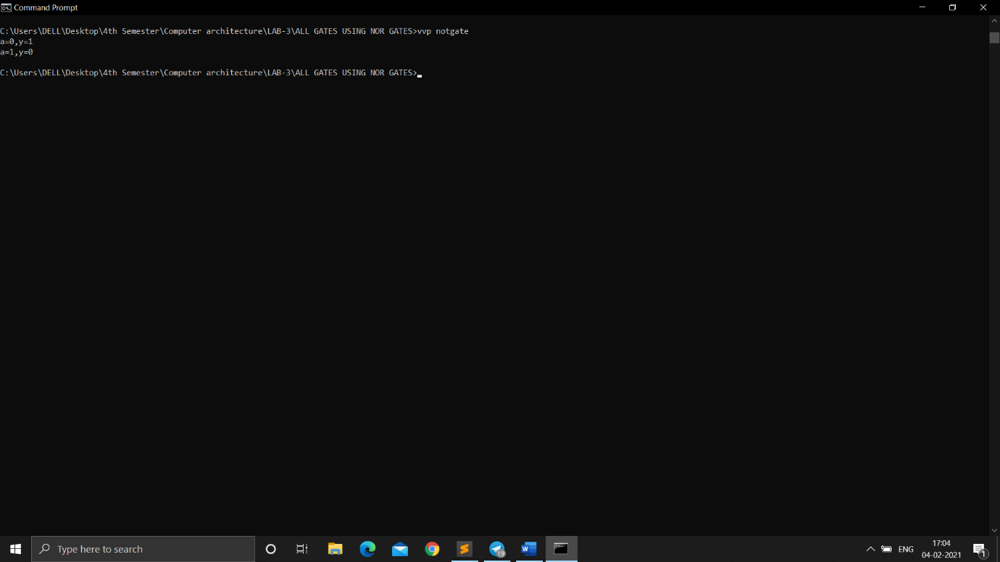 Command Prompt
C:\Users\DELL\Desktop\4th Semester\Computer architecture\LAB-3\ALL GATES USING NOR GATES>vvp notgate
a=0,y=1
a=1,y=0
C:\Users\DELL\Desktop\4th Semester\Computer architecture\LAB-3\ALL GATES USING NOR GATES>
Type here to search
19
W
ENG
17:04
04-02-2021
1